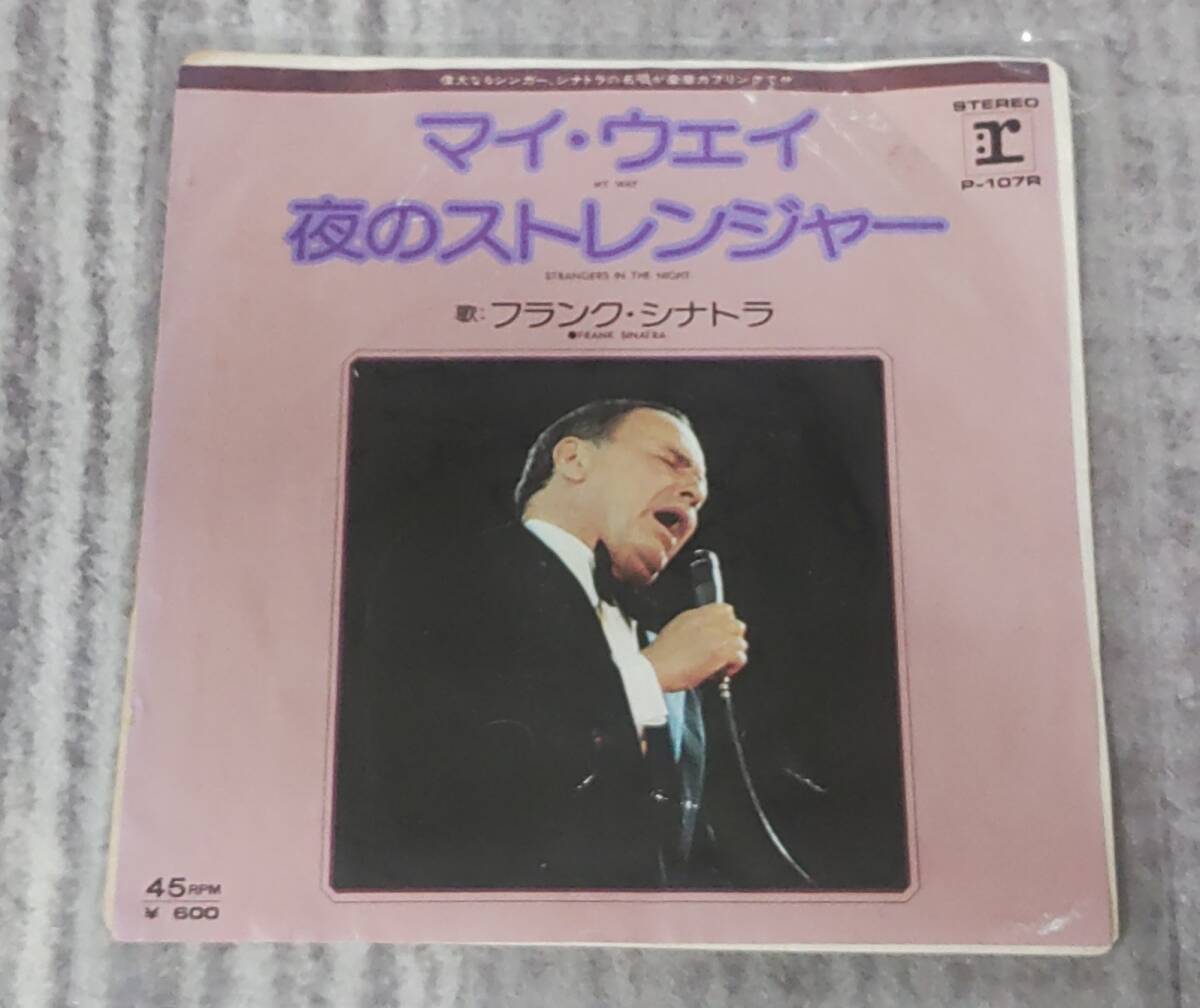 偉大なるシンガー、シナトラの名唱が豪華カプリングで!!
STEREO
r
P-107R
マイ・ウェイ
MY WAY
夜のストレンジャー
STRANGERS IN THE NIGHT
歌:フランク・シナトラ
●FRANK SINATRA
45RPM
¥ 600